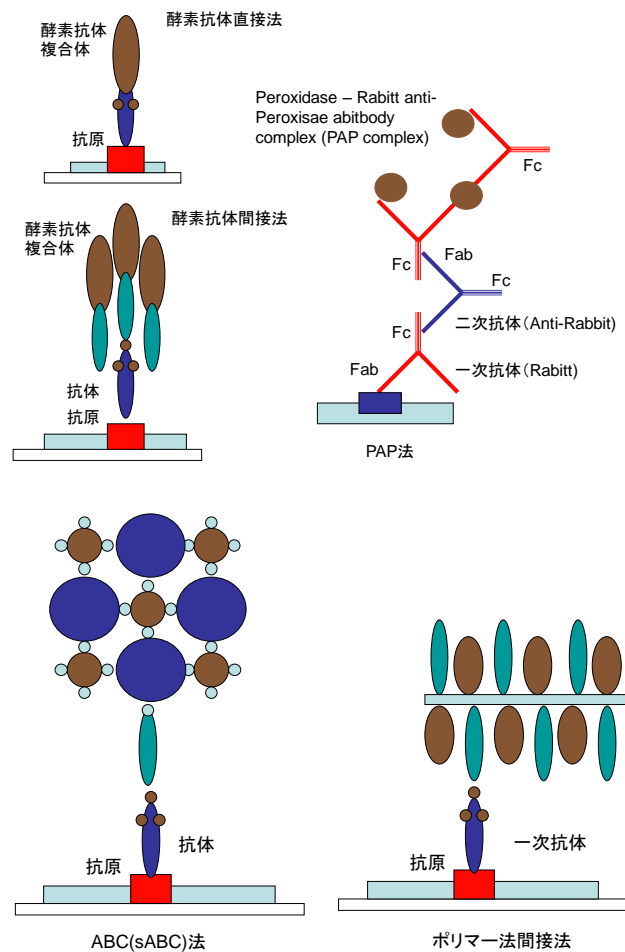 酵素抗体
複合体
酵素抗体直接法
抗原
酵素抗体
複合体
酵素抗体間接法
抗体
抗原
Peroxidase – Rabitt anti-
Peroxisae abitbody
complex (PAP complex)
Fc
Fab
Fc
Fc
Fc
二次抗体(Anti-Rabbit)
Fab
一次抗体(Rabitt)
PAP法
抗体
抗原
ABC(sABC)法
一次抗体
抗原
ポリマー法間接法